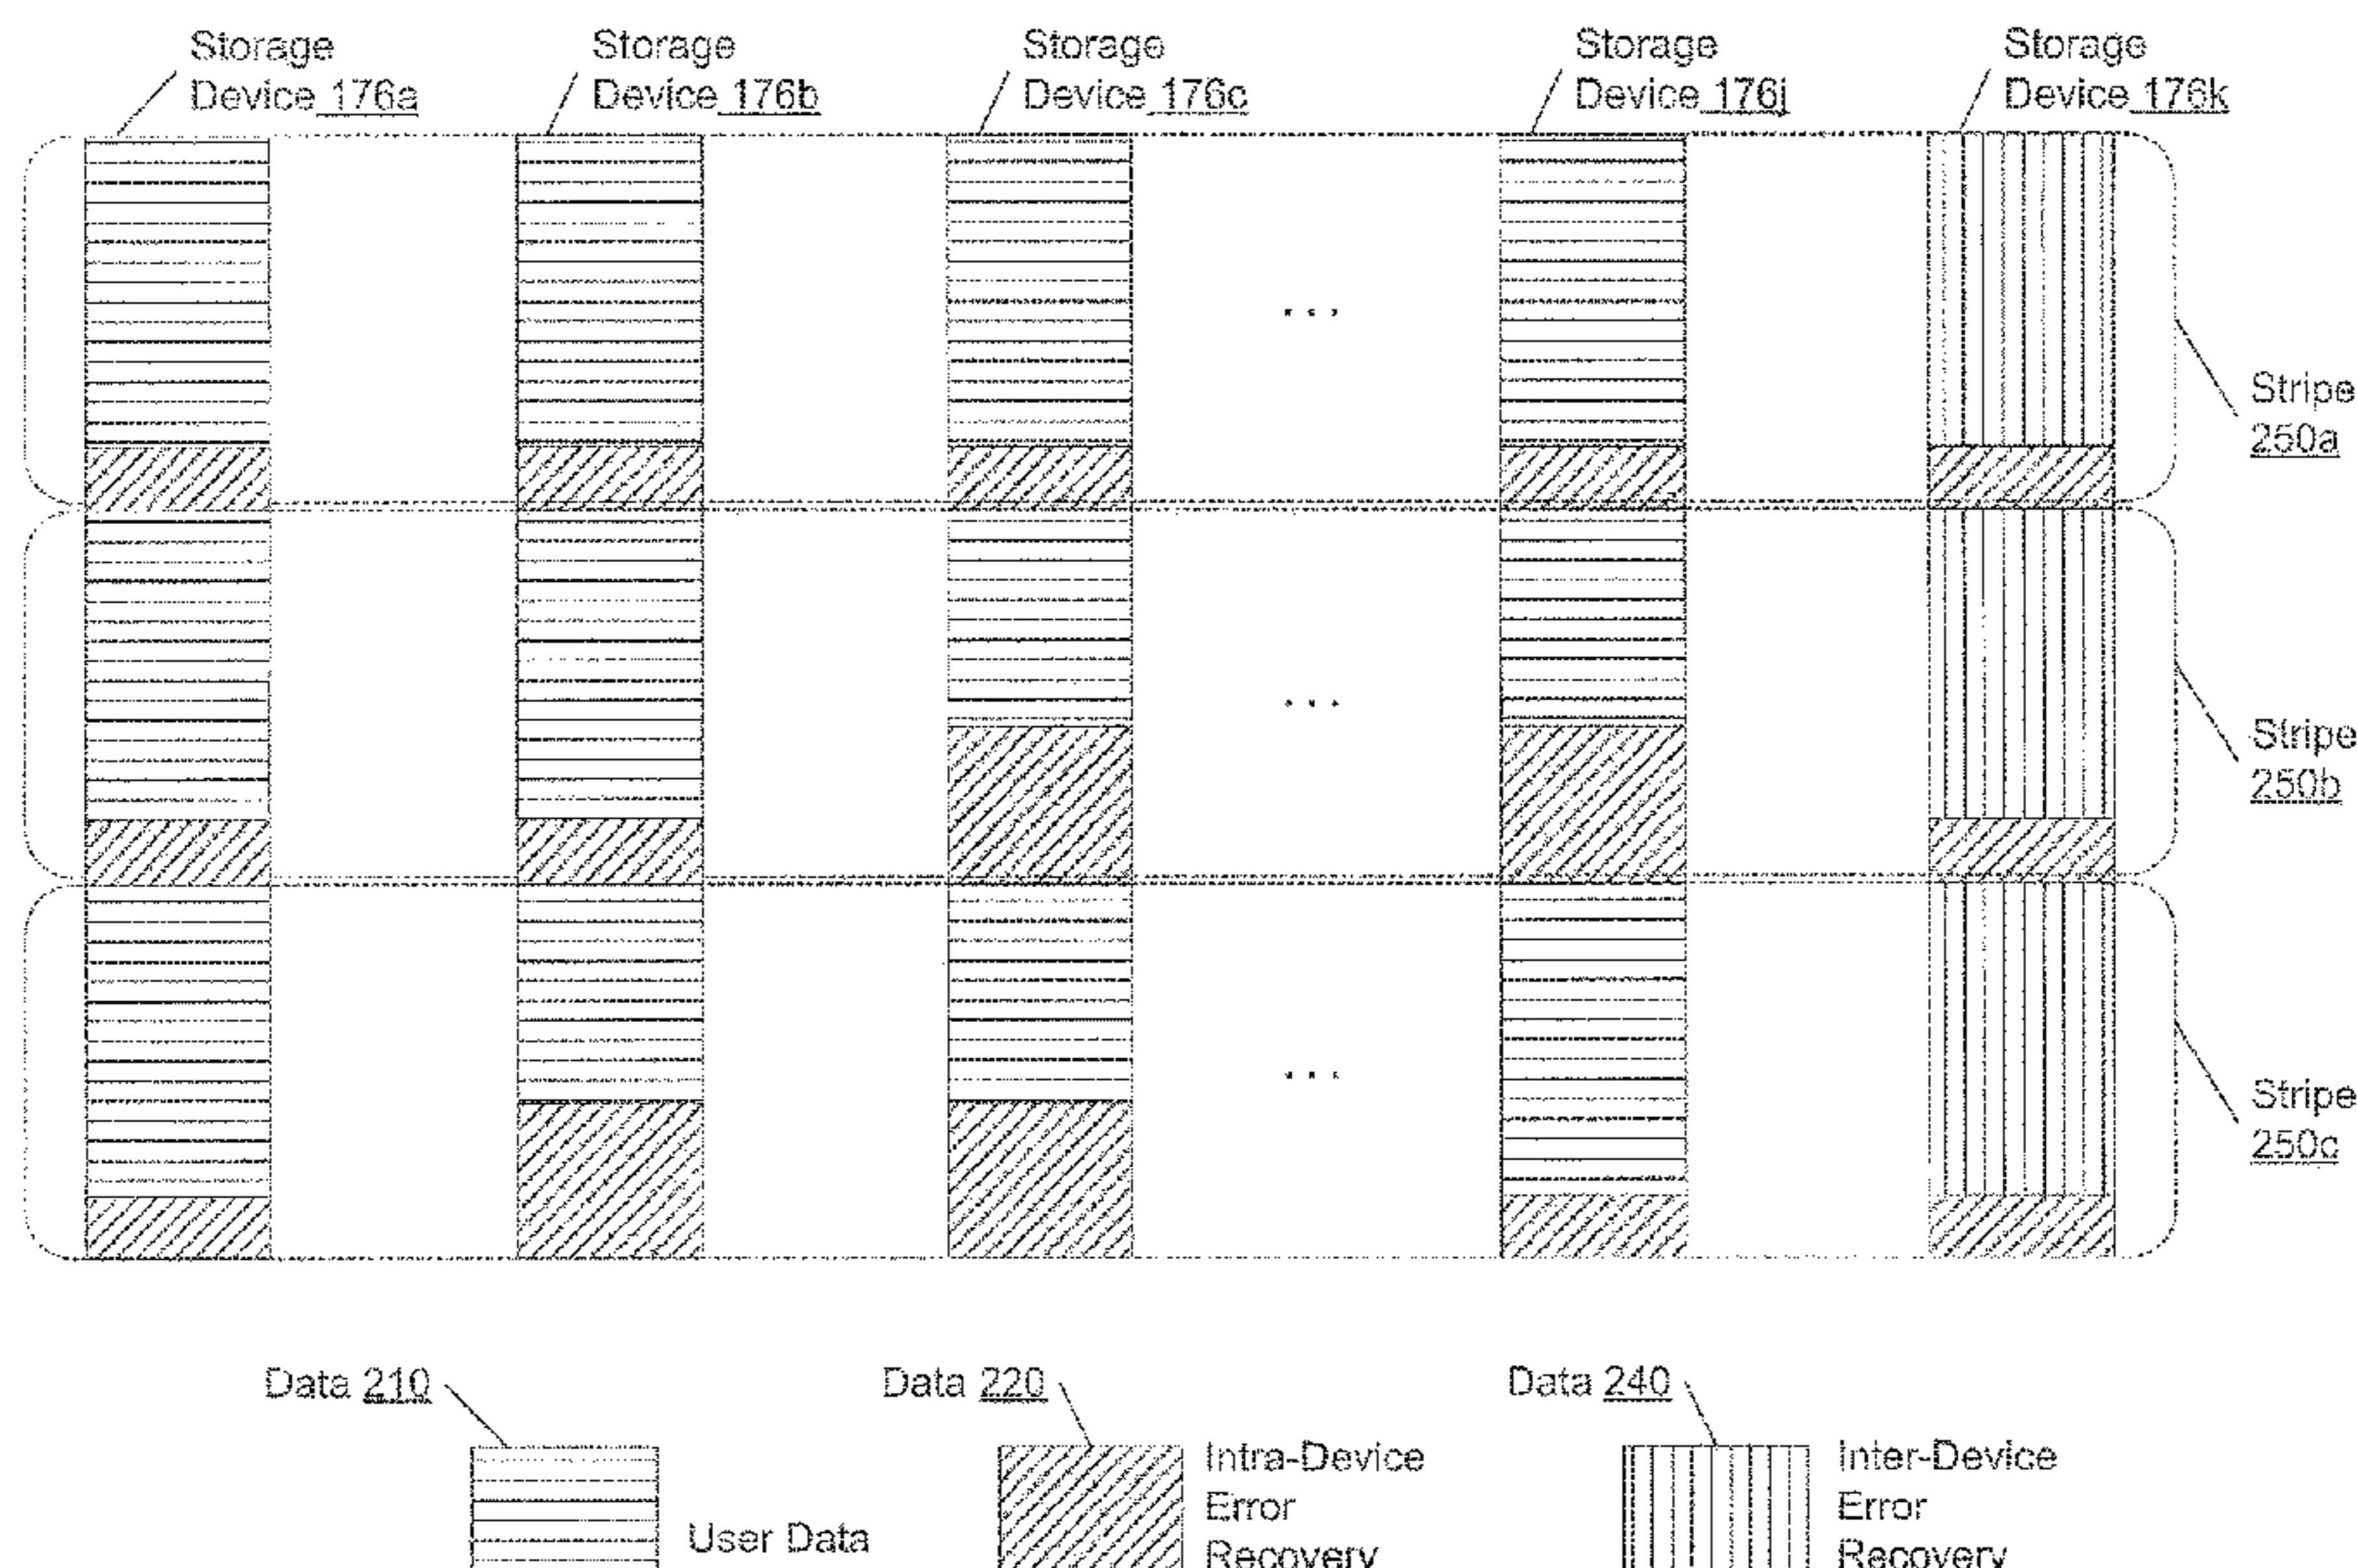 Storage
Device 176a
Storage
Device 176b
Storage
Device 176c
Storage
Device 176j
Storage
Device 176k
...
Stripe
250a
...
Stripe
250b
...
Stripe
250c
Data 210
User Data
Data 220
Intra-Device
Error
Recovery
Data 240
Inter-Device
Error
Recovery